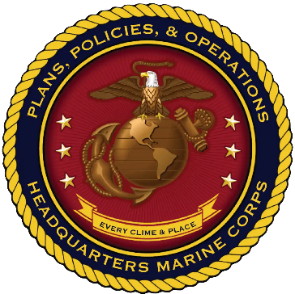 PLANS, POLICIES, & OPERATIONS
EVERY CLIME & PLACE
HEADQUARTERS MARINE CORPS